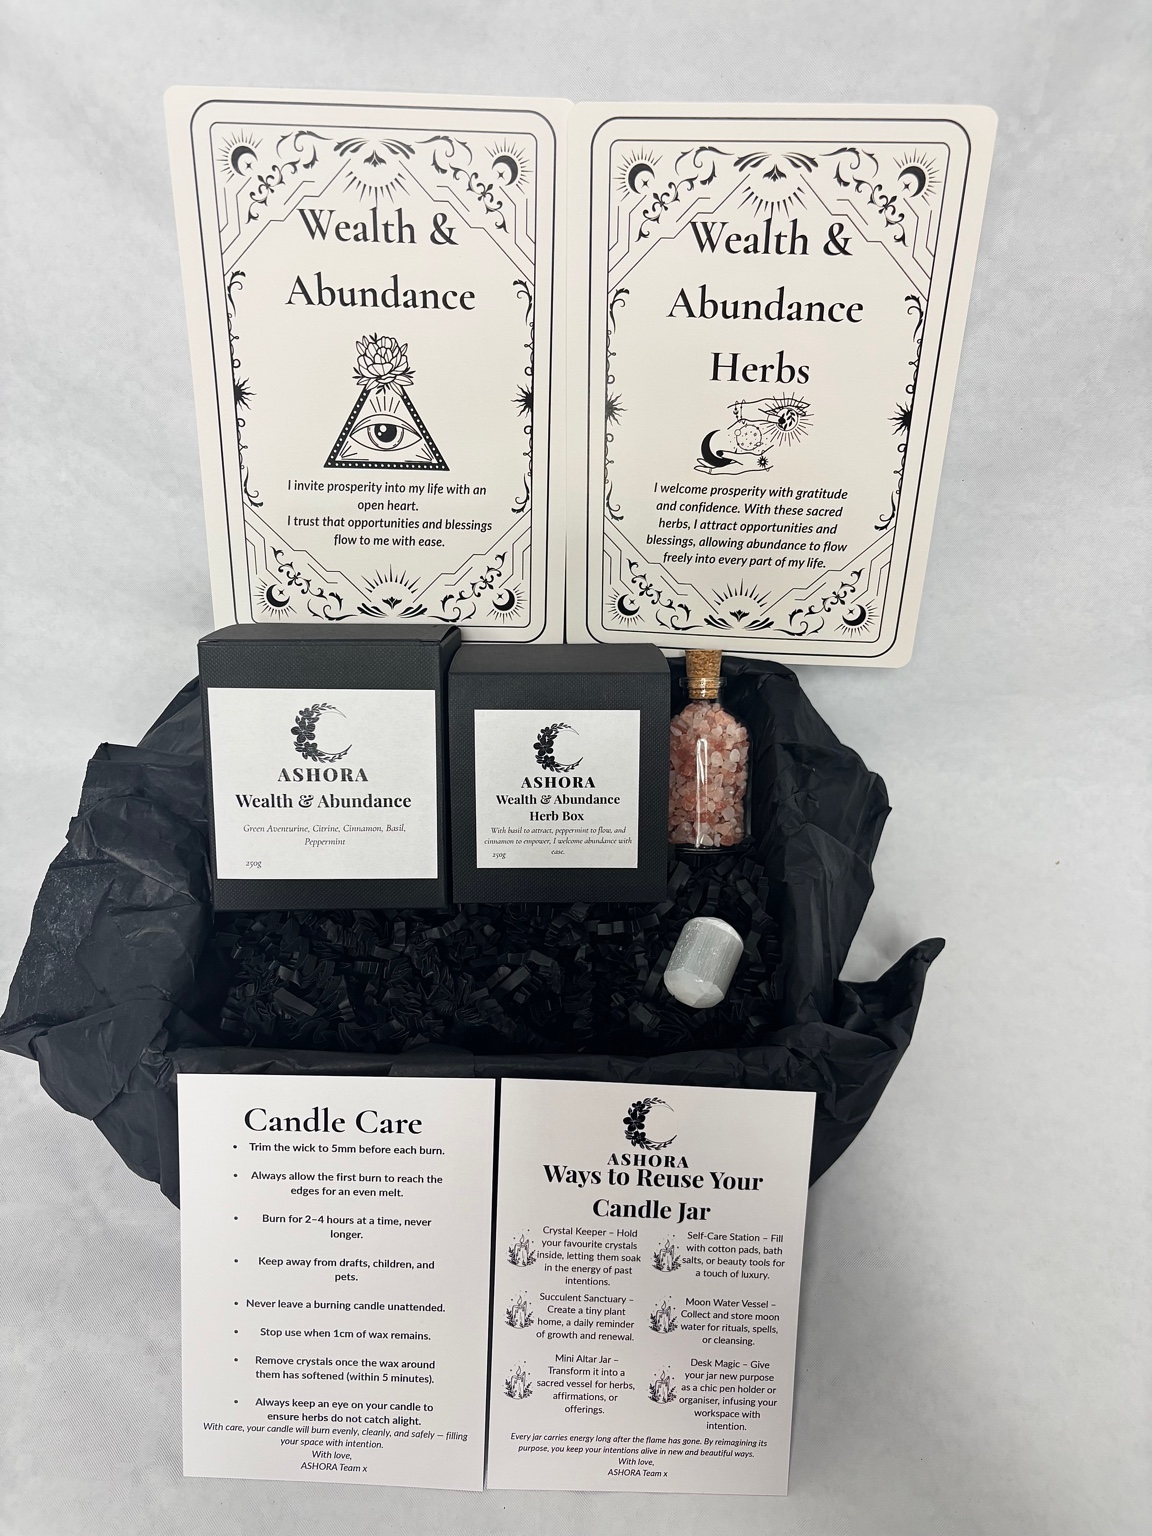 Wealth &
Abundance
I invite prosperity into my life with an
open heart.
I trust that opportunities and blessings
flow to me with ease.
Wealth &
Abundance
Herbs
I welcome prosperity with gratitude
and confidence. With these sacred
herbs, I attract opportunities and
blessings, allowing abundance to flow
freely into every part of my life.
ASHORA
Wealth & Abundance
Green Aventurine, Citrine, Cinnamon, Basil,
Peppermint
250g
ASHORA
Wealth & Abundance
Herb Box
With basil to attract, peppermint to flow, and
cinnamon to empower, I welcome abundance with
ease.
250g
Candle Care
• Trim the wick to 5mm before each burn.
• Always allow the first burn to reach the
edges for an even melt.
• Burn for 2–4 hours at a time, never
longer.
• Keep away from drafts, children, and
pets.
• Never leave a burning candle unattended.
• Stop use when 1cm of wax remains.
• Remove crystals once the wax around
them has softened (within 5 minutes).
• Always keep an eye on your candle to
ensure herbs do not catch alight.
With care, your candle will burn evenly, cleanly, and safely — filling
your space with intention.
With love,
ASHORA Team x
ASHORA
Ways to Reuse Your
Candle Jar
Crystal Keeper – Hold
your favourite crystals
inside, letting them soak
in the energy of past
intentions.
Self-Care Station – Fill
with cotton pads, bath
salts, or beauty tools for
a touch of luxury.
Succulent Sanctuary –
Create a tiny plant
home, a daily reminder
of growth and renewal.
Moon Water Vessel –
Collect and store moon
water for rituals, spells,
or cleansing.
Mini Altar Jar –
Transform it into a
sacred vessel for herbs,
affirmations, or
offerings.
Desk Magic – Give
your jar new purpose
as a chic pen holder or
organiser, infusing your
workspace with
intention.
Every jar carries energy long after the flame has gone. By reimagining its
purpose, you keep your intentions alive in new and beautiful ways.
With love,
ASHORA Team x